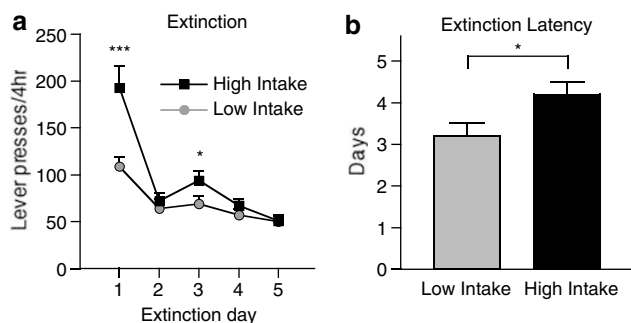 a
Extinction
250
200
150
100
50
0
Lever presses/4hr
***
*
High Intake
Low Intake
1 2 3 4 5
Extinction day
b
Extinction Latency
5
4
3
2
1
0
Days
*
Low Intake High Intake